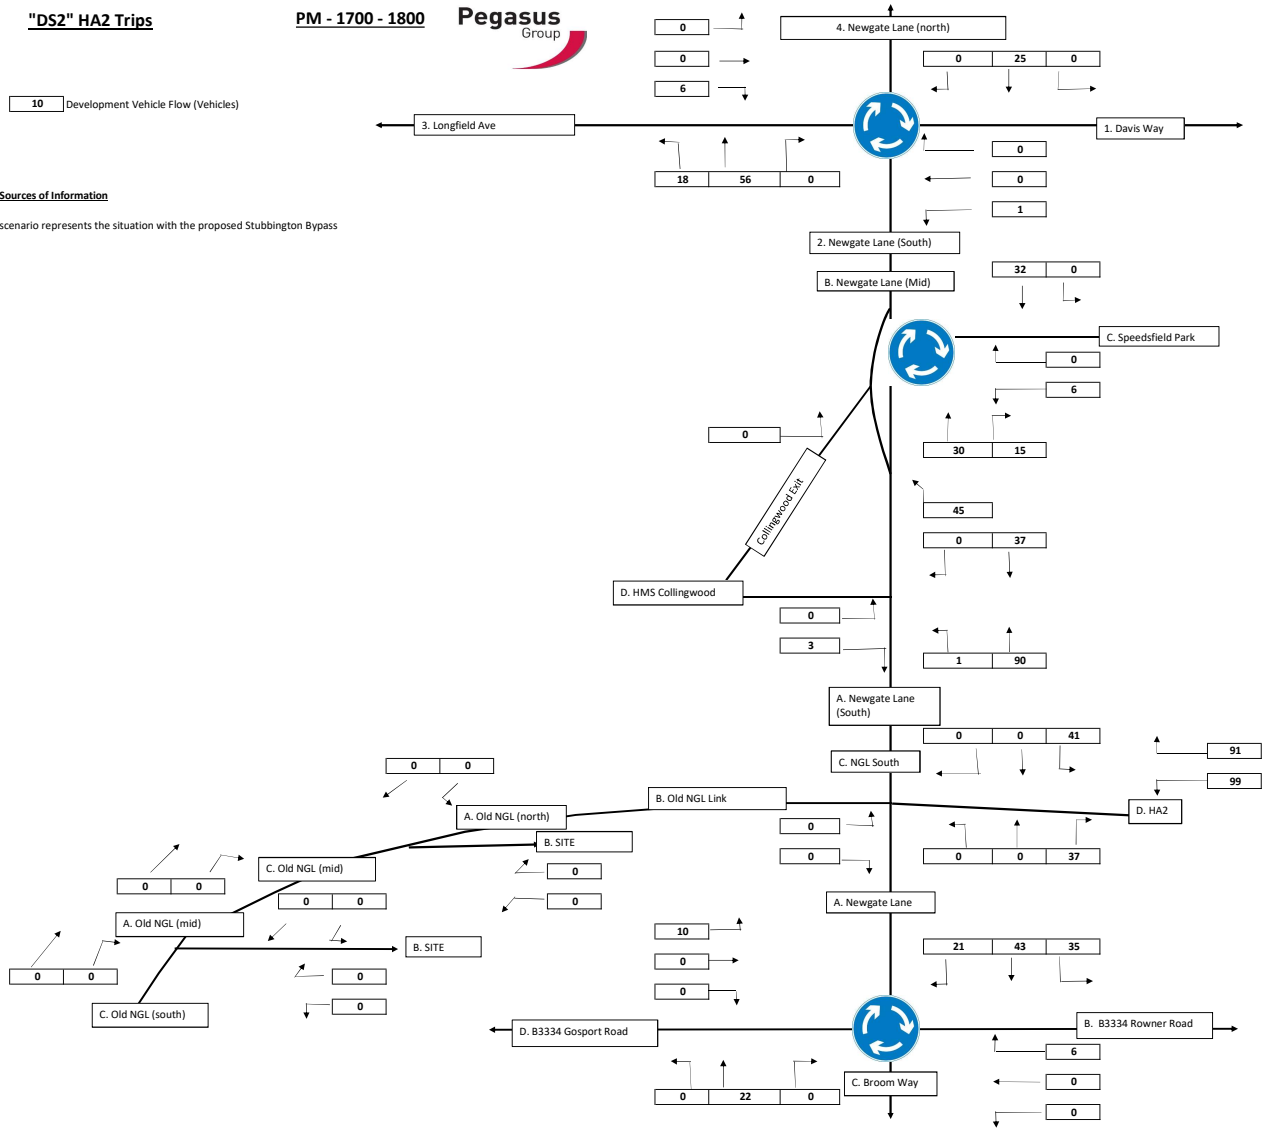 "DS2" HA2 Trips
PM - 1700 - 1800
Pegasus
Group
10 Development Vehicle Flow (Vehicles)
Sources of Information
scenario represents the situation with the proposed Stubbington Bypass
0
4. Newgate Lane (north)
0
0 25 0
6
3. Longfield Ave
1. Davis Way
0
18 56 0
0
1
2. Newgate Lane (South)
B. Newgate Lane (Mid)
32 0
C. Speedsfield Park
0
6
0
30 15
Collingwood Exit
45
0 37
D. HMS Collingwood
0
3
1 90
A. Newgate Lane
(South)
0 0 41
91
C. NGL South
0 0
99
B. Old NGL Link
A. Old NGL (north)
D. HA2
0
B. SITE
0
0 0 37
C. Old NGL (mid)
0
0 0
0 0
0
A. Newgate Lane
A. Old NGL (mid)
10
B. SITE
21 43 35
0
0 0
0
0
C. Old NGL (south)
0
D. B3334 Gosport Road
B. B3334 Rowner Road
6
C. Broom Way
0
0 22 0
0